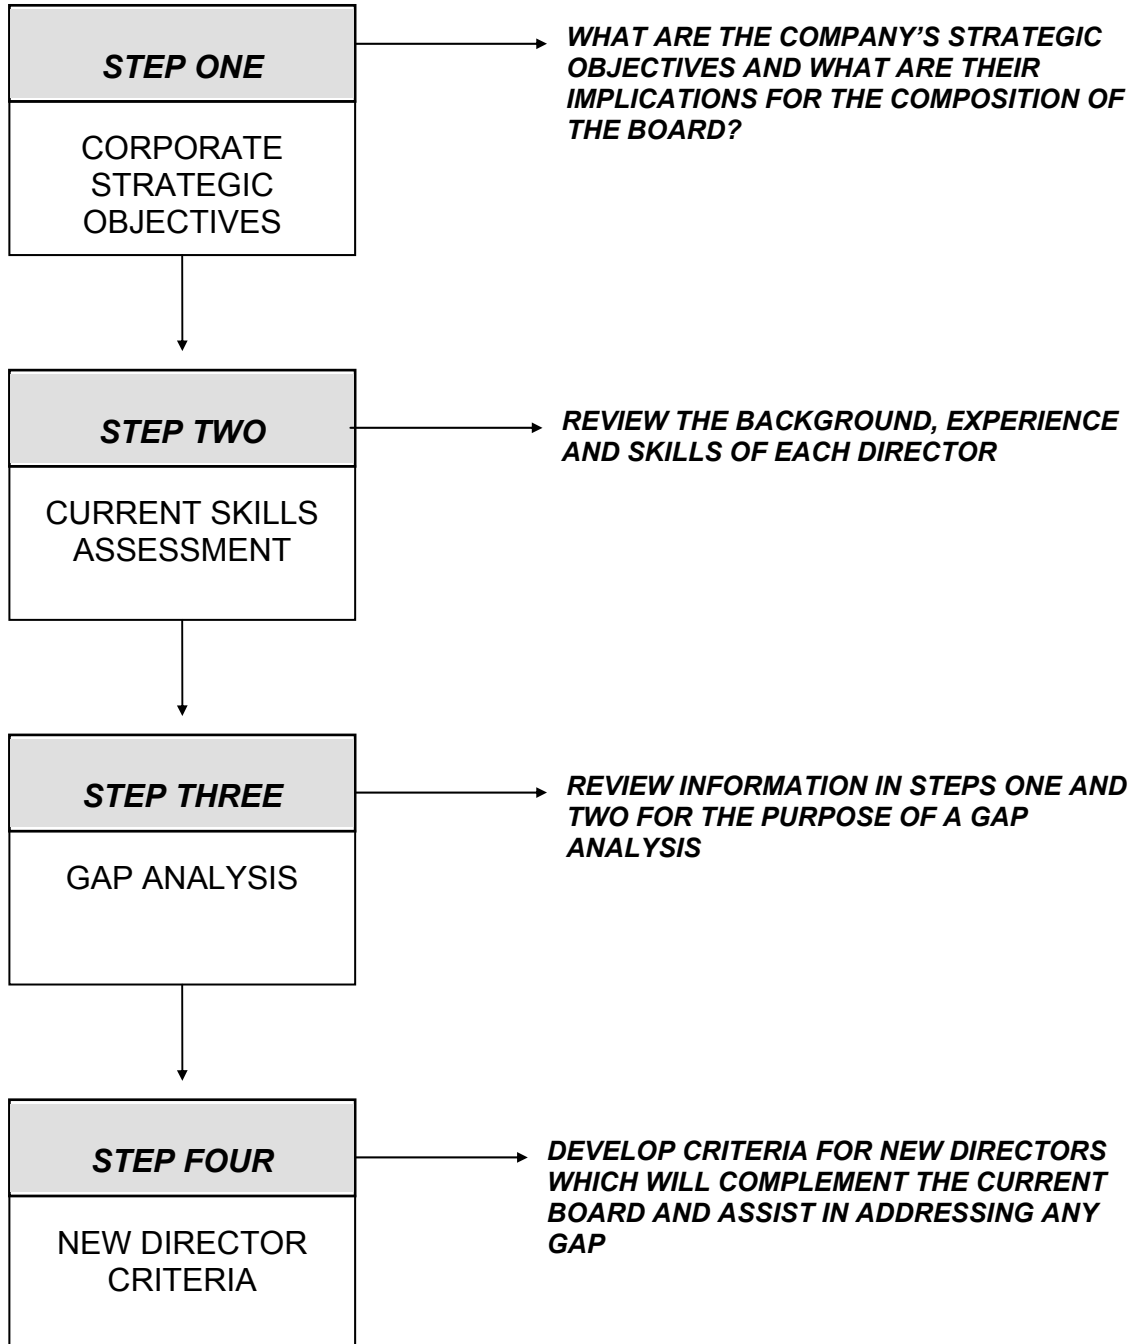 STEP ONE
CORPORATE
STRATEGIC
OBJECTIVES
WHAT ARE THE COMPANY’S STRATEGIC
OBJECTIVES AND WHAT ARE THEIR
IMPLICATIONS FOR THE COMPOSITION OF
THE BOARD?
STEP TWO
CURRENT SKILLS
ASSESSMENT
REVIEW THE BACKGROUND, EXPERIENCE
AND SKILLS OF EACH DIRECTOR
STEP THREE
GAP ANALYSIS
REVIEW INFORMATION IN STEPS ONE AND
TWO FOR THE PURPOSE OF A GAP
ANALYSIS
STEP FOUR
NEW DIRECTOR
CRITERIA
DEVELOP CRITERIA FOR NEW DIRECTORS
WHICH WILL COMPLEMENT THE CURRENT
BOARD AND ASSIST IN ADDRESSING ANY
GAP